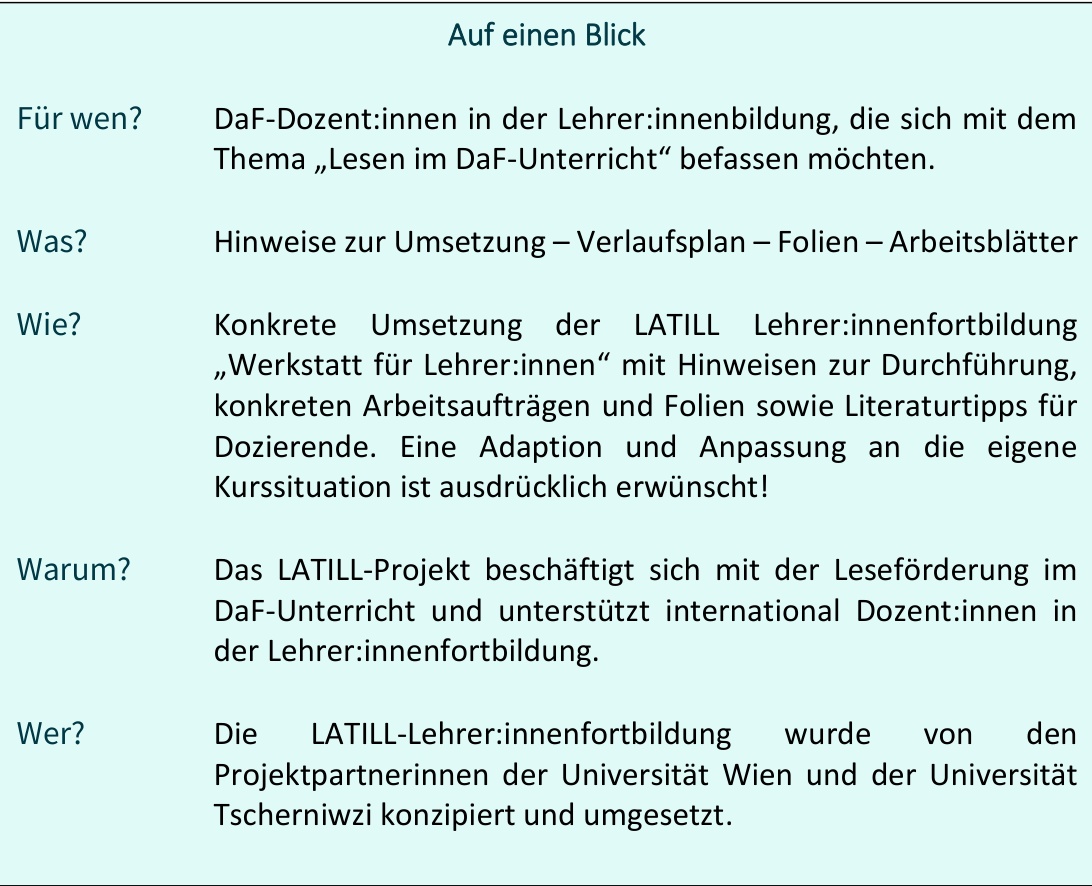 Auf einen Blick
Für wen? DaF-Dozent:innen in der Lehrer:innenbildung, die sich mit dem
Thema „Lesen im DaF-Unterricht“ befassen möchten.
Was? Hinweise zur Umsetzung – Verlaufsplan – Folien – Arbeitsblätter
Wie? Konkrete Umsetzung der LATILL Lehrer:innenfortbildung
„Werkstatt für Lehrer:innen“ mit Hinweisen zur Durchführung,
konkreten Arbeitsaufträgen und Folien sowie Literaturtipps für
Dozierende. Eine Adaption und Anpassung an die eigene
Kurssituation ist ausdrücklich erwünscht!
Warum? Das LATILL-Projekt beschäftigt sich mit der Leseförderung im
DaF-Unterricht und unterstützt international Dozent:innen in
der Lehrer:innenfortbildung.
Wer? Die LATILL-Lehrer:innenfortbildung wurde von den
Projektpartnerinnen der Universität Wien und der Universität
Tscherniwzi konzipiert und umgesetzt.